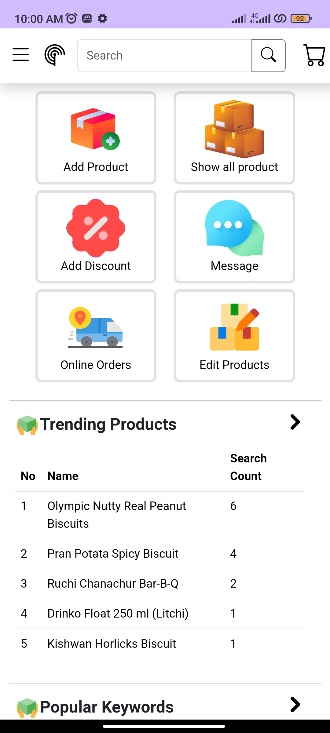 10:00 AM
4G
92
Search
Add Product
Show all product
Add Discount
Message
Online Orders
Edit Products
Trending Products
No Name Search Count
1 Olympic Nutty Real Peanut Biscuits 6
2 Pran Potata Spicy Biscuit 4
3 Ruchi Chanachur Bar-B-Q 2
4 Drinko Float 250 ml (Litchi) 1
5 Kishwan Horlicks Biscuit 1
Popular Keywords